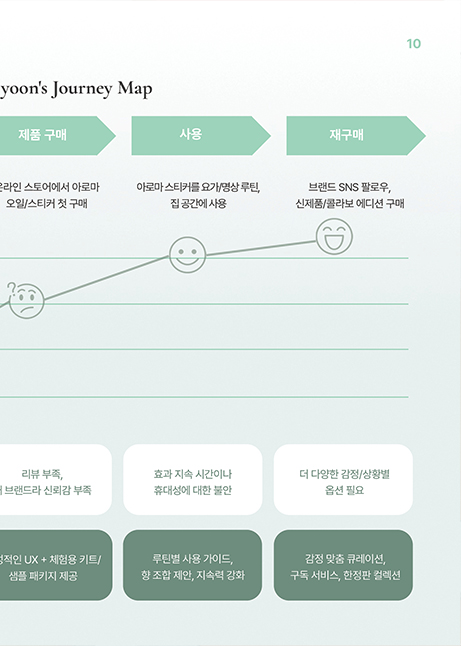 10
yoon's Journey Map
제품 구매
사용
재구매
온라인 스토어에서 아로마
오일/스티커 첫 구매
아로마 스티커를 요가/명상 루틴,
집 공간에 사용
브랜드 SNS 팔로우,
신제품/콜라보 에디션 구매
?
리뷰 부족,
브랜드라 신뢰감 부족
효과 지속 시간이나
휴대성에 대한 불안
더 다양한 감정/상황별
옵션 필요
UX + 체험용 키트/
샘플 패키지 제공
루틴별 사용 가이드,
향 조합 제안, 지속력 강화
감정 맞춤 큐레이션,
구독 서비스, 한정판 컬렉션